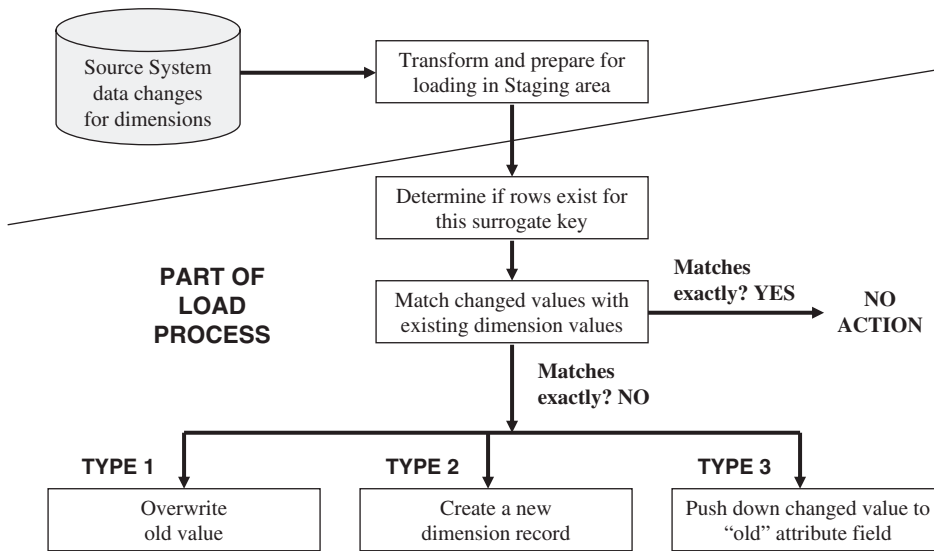 Source System
data changes
for dimensions
Transform and prepare for
loading in Staging area
Determine if rows exist for
this surrogate key
PART OF
LOAD
PROCESS
Match changed values with
existing dimension values
Matches
exactly? YES
NO
ACTION
Matches
exactly? NO
TYPE 1
Overwrite
old value
TYPE 2
Create a new
dimension record
TYPE 3
Push down changed value to
“old” attribute field